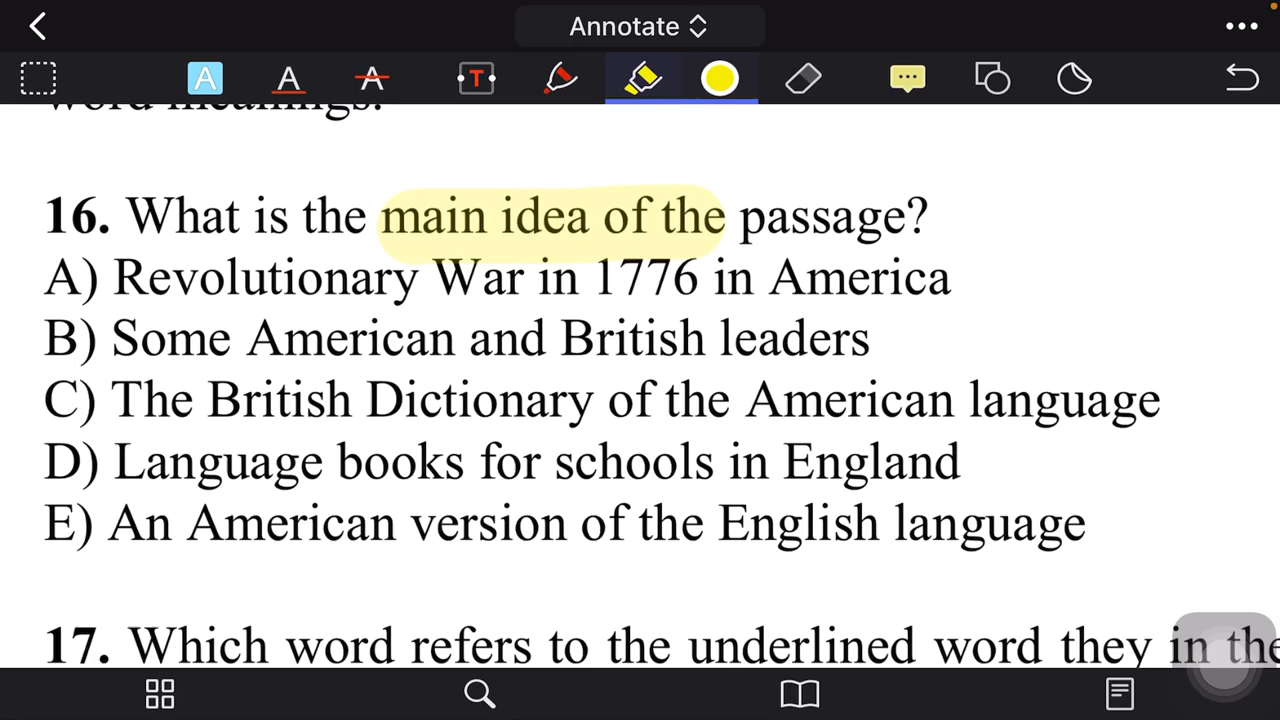 Annotate
word meanings.
16. What is the main idea of the passage?
A) Revolutionary War in 1776 in America
B) Some American and British leaders
C) The British Dictionary of the American language
D) Language books for schools in England
E) An American version of the English language
17. Which word refers to the underlined word they in the